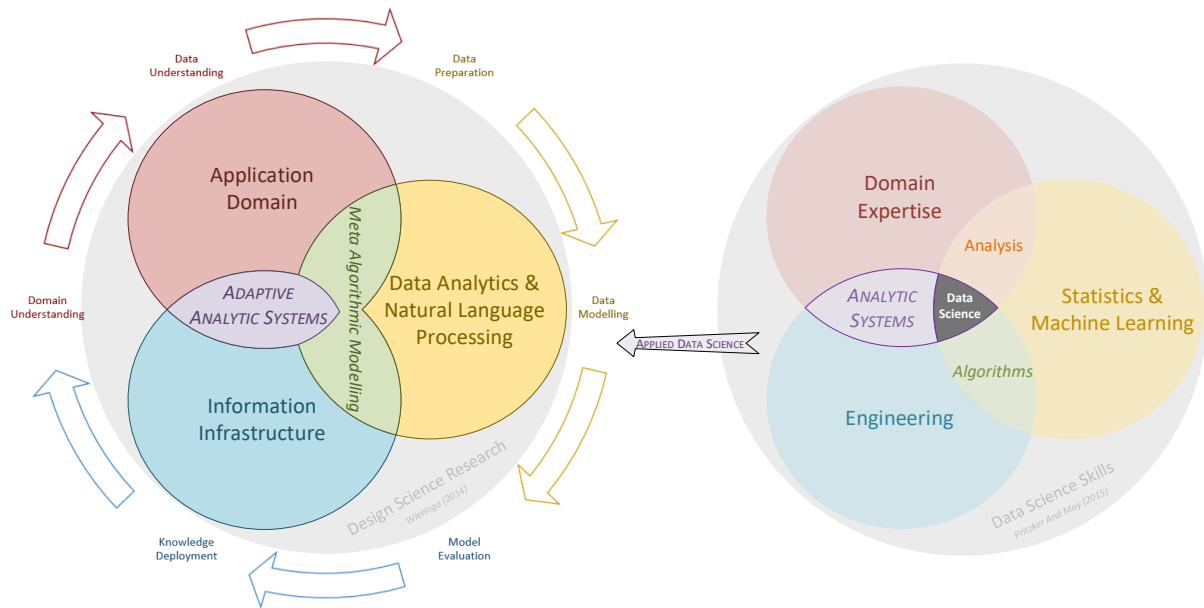 Data
Understanding
Data
Preparation
Application
Domain
Meta Algorithmic Modelling
Domain
Understanding
ADAPTIVE
ANALYTIC SYSTEMS
Data Analytics &
Natural Language
Processing
Data
Modelling
Information
Infrastructure
Design Science Research
Wieringa (2014)
Knowledge
Deployment
Model
Evaluation
APPLIED DATA SCIENCE
Domain
Expertise
Analysis
ANALYTIC
SYSTEMS
Data
Science
Statistics &
Machine Learning
Algorithms
Engineering
Data Science Skills
Pritzker And May (2015)